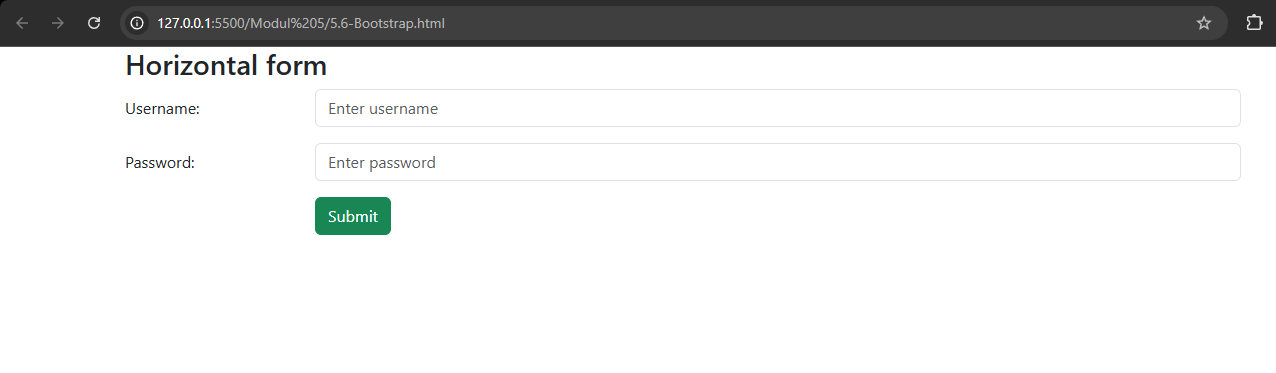 127.0.0.1:5500/Modul%205/5.6-Bootstrap.html
Horizontal form
Username:
Enter username
Password:
Enter password
Submit